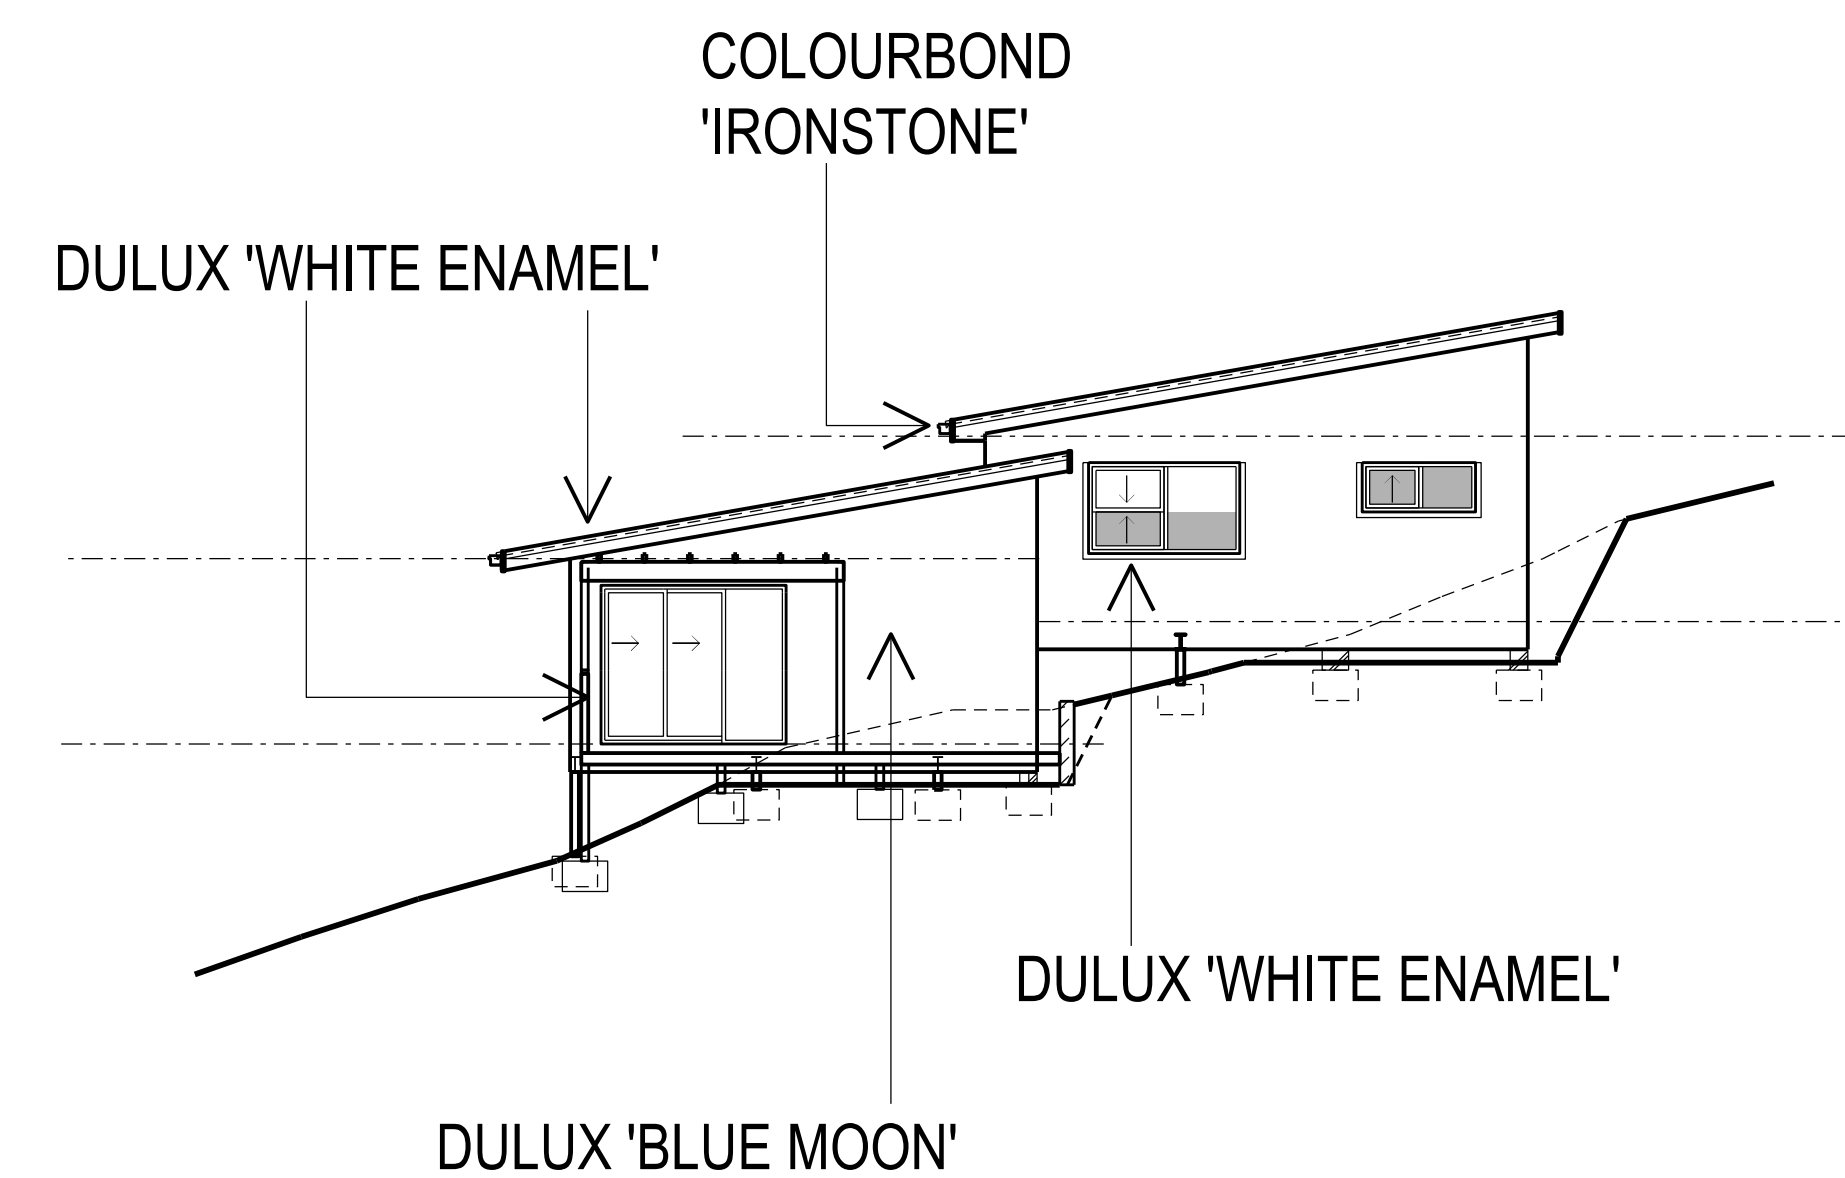 COLOURBOND
'IRONSTONE'
DULUX 'WHITE ENAMEL'
DULUX 'WHITE ENAMEL'
DULUX 'BLUE MOON'